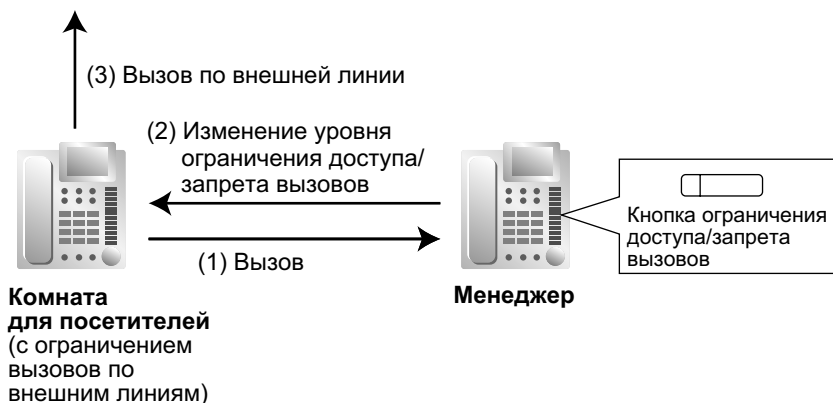 (3) Вызов по внешней линии
(2) Изменение уровня
ограничения доступа/
запрета вызовов
(1) Вызов
Кнопка ограничения
доступа/запрета
вызовов
Комната
для посетителей
(с ограничением
вызовов по
внешним линиям)
Менеджер